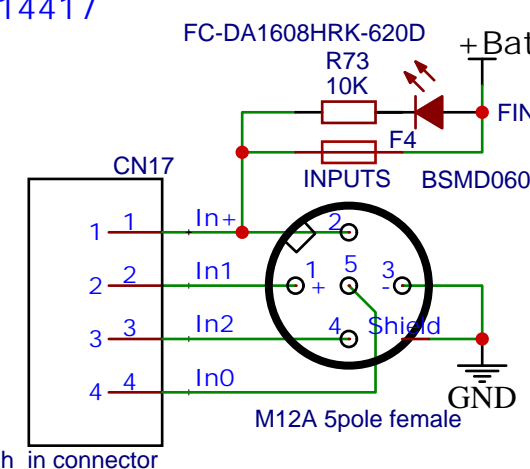 14417
FC-DA1608HRK-620D
+Bat
R73
10K
FIN
F4
CN17
INPUTS
BSMD060
1 1 In+ 2
2 2 In1 1 + 5 3 -
3 3 In2 4 Shield
4 4 In0
GND
M12A 5pole female
h in connector